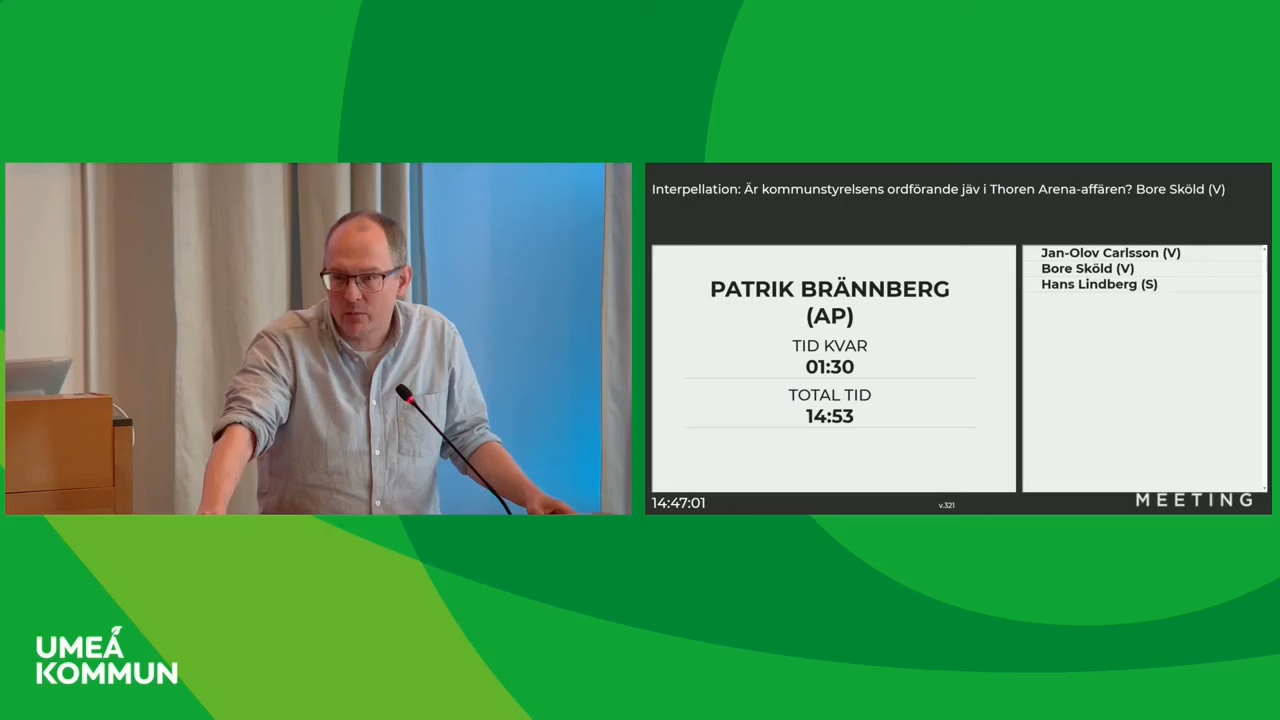 Interpellation: Är kommunstyrelsens ordförande jäv i Thoren Arena-affären? Bore Sköld (V)
PATRIK BRÄNNBERG
(AP)
TID KVAR
01:30
TOTAL TID
14:53
Jan-Olov Carlsson (V)
Bore Sköld (V)
Hans Lindberg (S)
14:47:01
v.321
MEETING
UMEÅ
KOMMUN